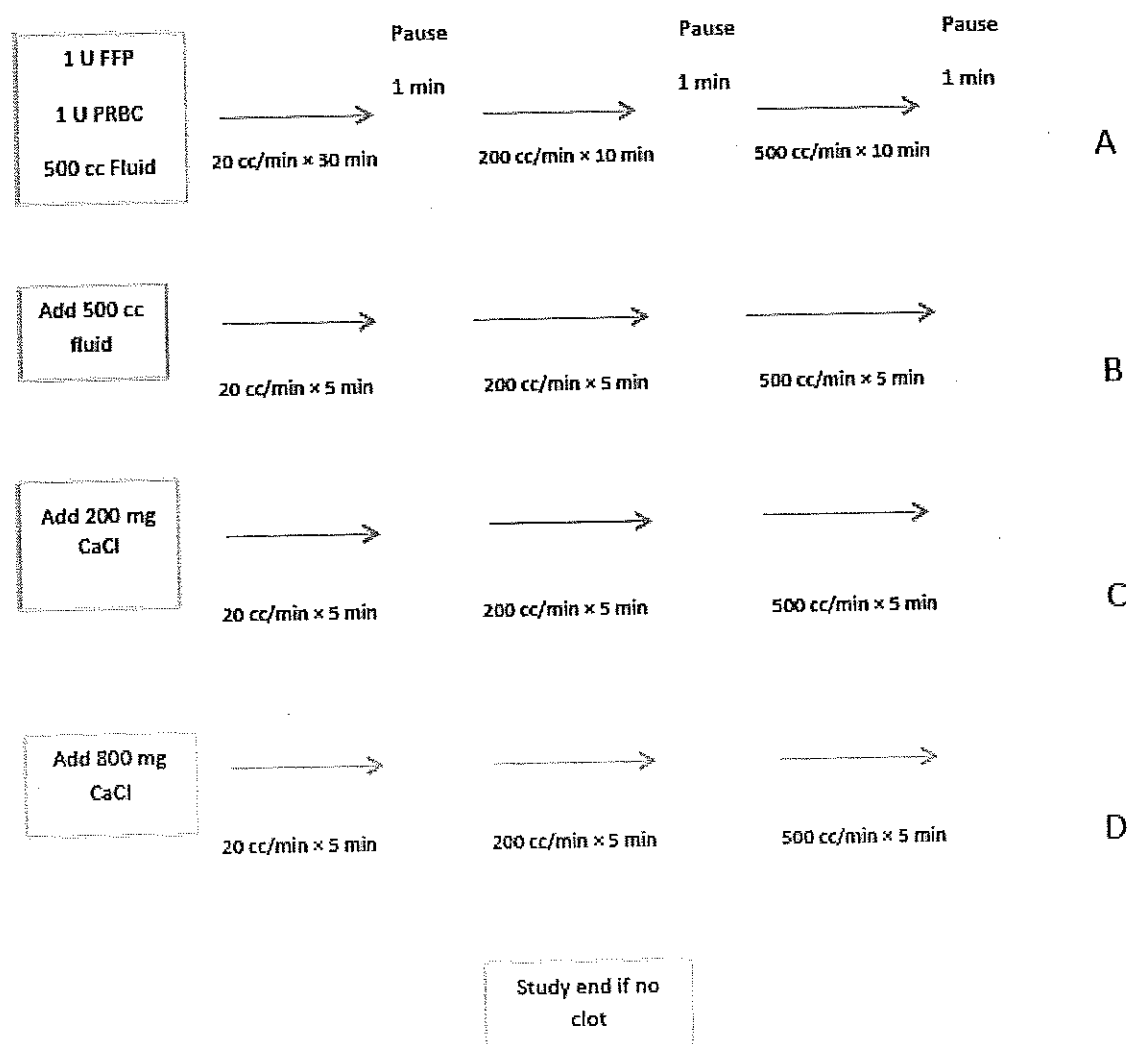 1 U FFP
1 U PRBC
500 cc Fluid
Pause
1 min
Pause
1 min
Pause
1 min
20 cc/min × 30 min
200 cc/min × 10 min
500 cc/min × 10 min
A
Add 500 cc
fluid
20 cc/min × 5 min
200 cc/min × 5 min
500 cc/min × 5 min
B
Add 200 mg
CaCl
20 cc/min × 5 min
200 cc/min × 5 min
500 cc/min × 5 min
C
Add 800 mg
CaCl
20 cc/min × 5 min
200 cc/min × 5 min
500 cc/min × 5 min
D
Study end if no
clot